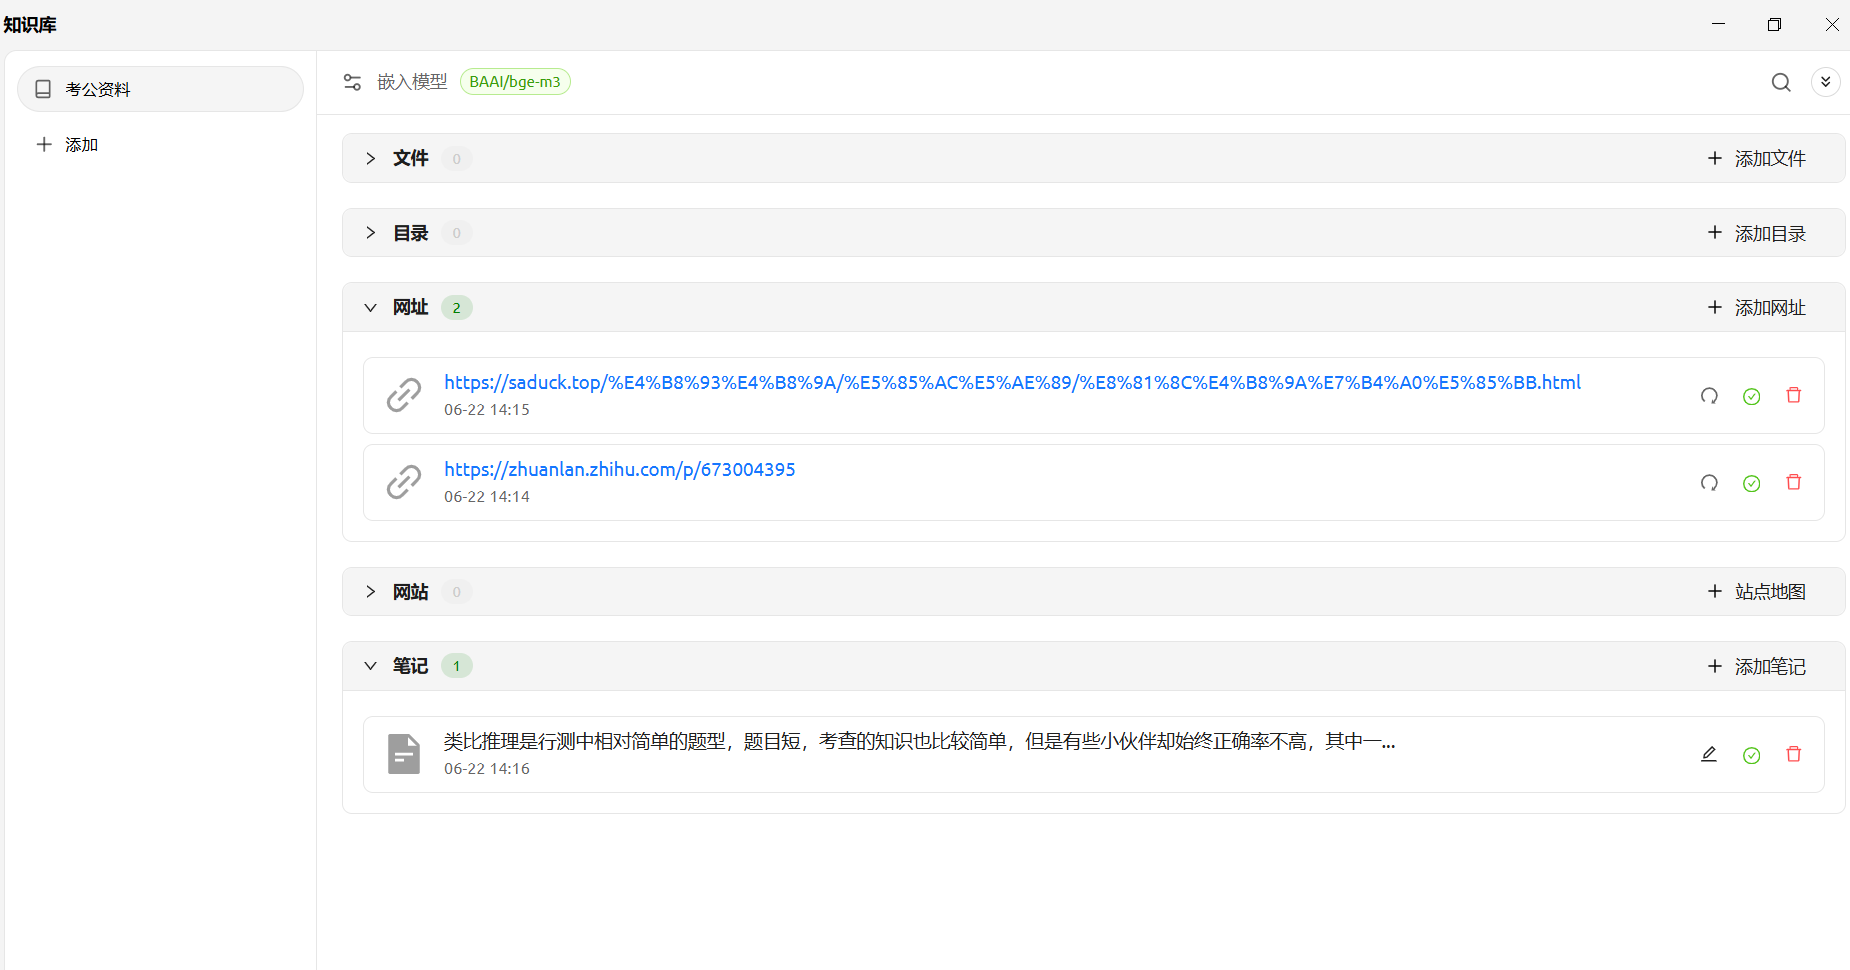 知识库
考公资料
添加
嵌入模型 BAAI/bge-m3
文件 0 添加文件
目录 0 添加目录
网址 2 添加网址
https://saduck.top/%E4%B8%93%E4%B8%9A/%E5%85%AC%E5%AE%89/%E8%81%8C%E4%B8%9A%E7%B4%A0%E5%85%BB.html
06-22 14:15
https://zhuanlan.zhihu.com/p/673004395
06-22 14:14
网站 0 站点地图
笔记 1 添加笔记
类比推理是行测中相对简单的题型，题目短，考查的知识也比较简单，但是有些小伙伴却始终正确率不高，其中一...
06-22 14:16